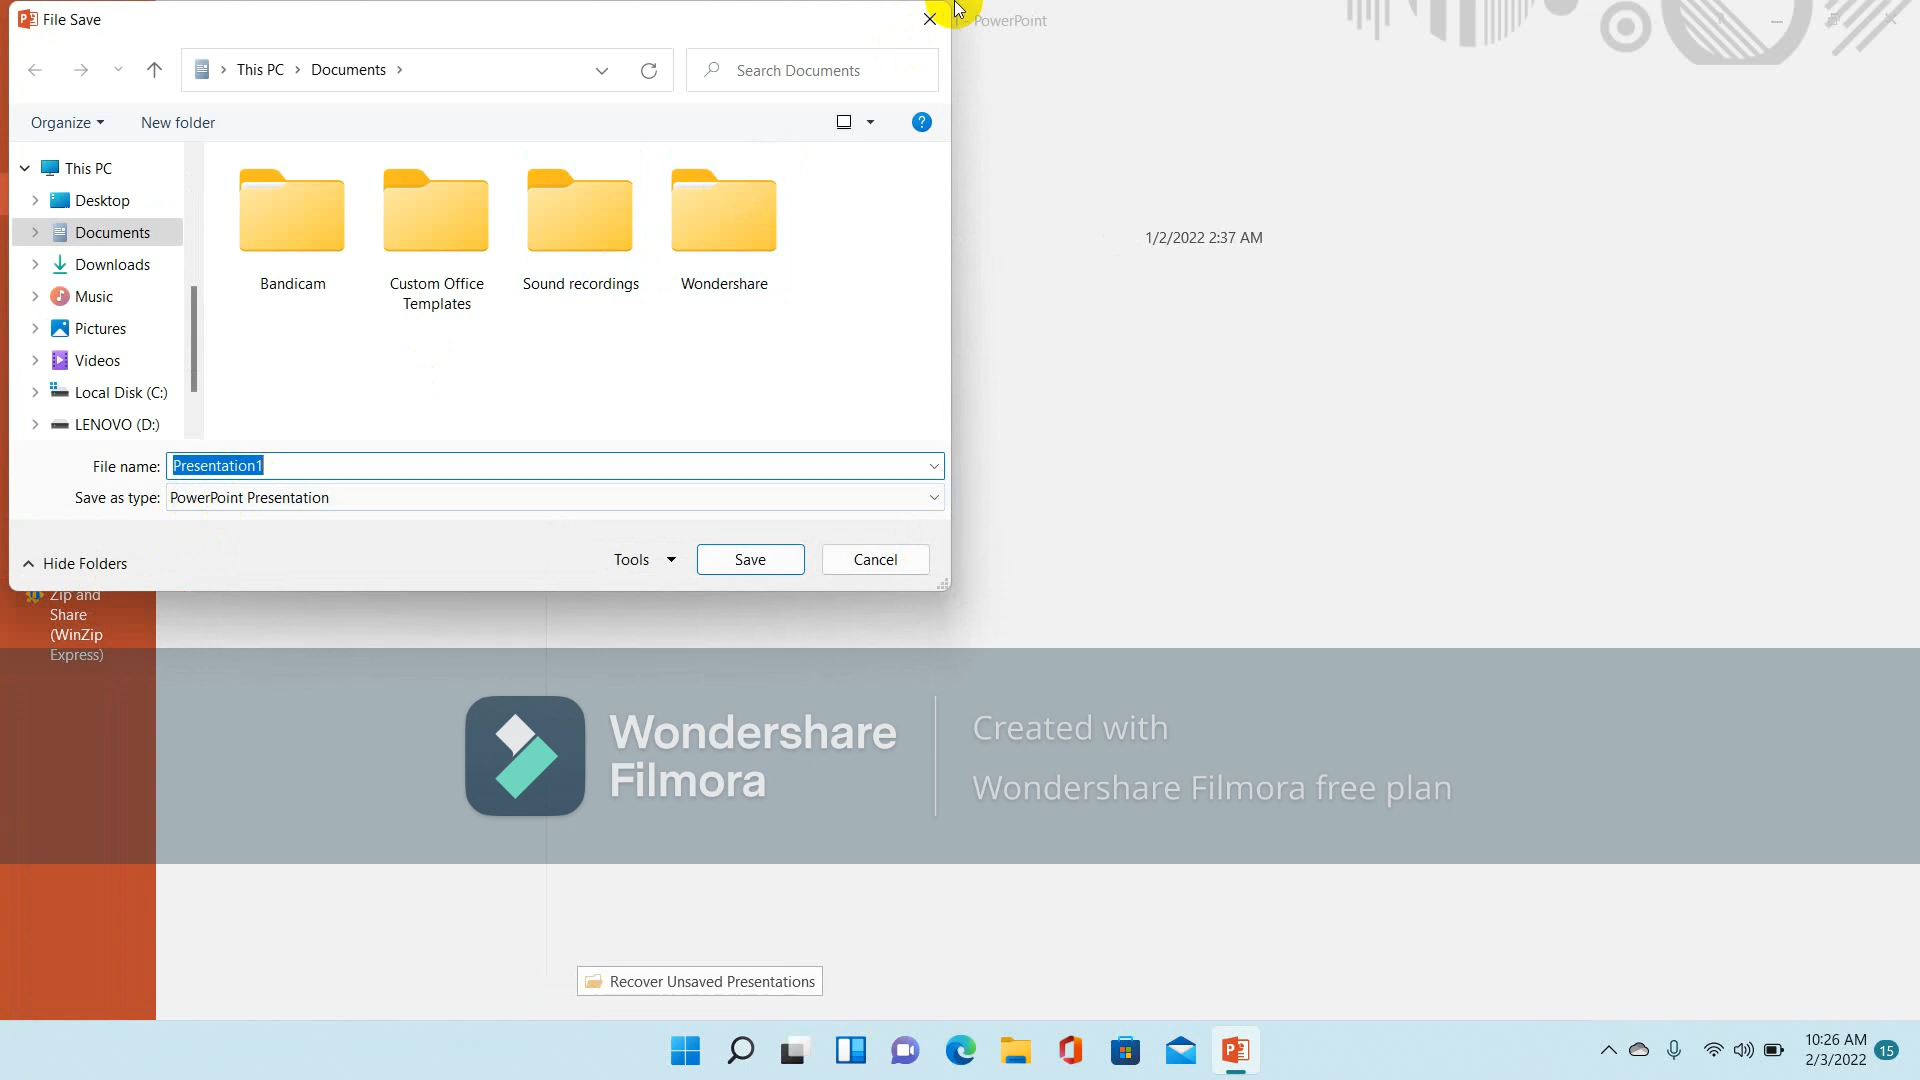 File Save
- PowerPoint
This PC
Documents
Search Documents
Organize
New folder
?
This PC
Desktop
Documents
Downloads
Music
Pictures
Videos
Local Disk (C:)
LENOVO (D:)
Bandicam
Custom Office
Templates
Sound recordings
Wondershare
1/2/2022 2:37 AM
File name: Presentation1
Save as type: PowerPoint Presentation
Hide Folders
Tools
Save
Cancel
Zip and
Share
(WinZip
Express)
Wondershare
Filmora
Created with
Wondershare Filmora free plan
Recover Unsaved Presentations
10:26 AM
2/3/2022
15